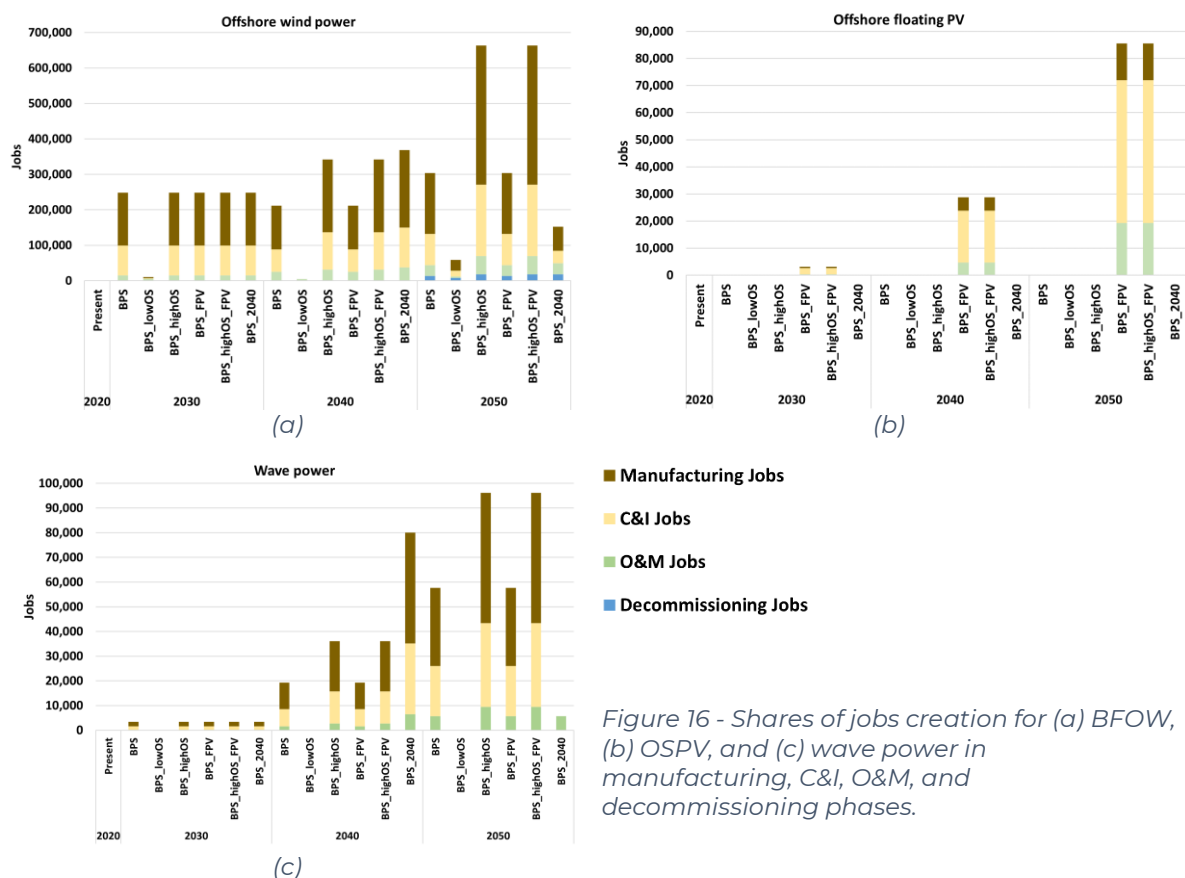 Offshore wind power
700,000
600,000
500,000
400,000
300,000
200,000
100,000
0
Jobs
Present
BPS
BPS_lowOS
BPS_highOS
BPS_FPV
BPS_highOS_FPV
BPS_2040
BPS
BPS_lowOS
BPS_highOS
BPS_FPV
BPS_highOS_FPV
BPS_2040
BPS
BPS_lowOS
BPS_highOS
BPS_FPV
BPS_highOS_FPV
BPS_2040
2020 2030 2040 2050
(a)
Offshore floating PV
90,000
80,000
70,000
60,000
50,000
40,000
30,000
20,000
10,000
0
Jobs
Present
BPS
BPS_lowOS
BPS_highOS
BPS_FPV
BPS_highOS_FPV
BPS_2040
BPS
BPS_lowOS
BPS_highOS
BPS_FPV
BPS_highOS_FPV
BPS_2040
BPS
BPS_lowOS
BPS_highOS
BPS_FPV
BPS_highOS_FPV
BPS_2040
2020 2030 2040 2050
(b)
Wave power
100,000
90,000
80,000
70,000
60,000
50,000
40,000
30,000
20,000
10,000
0
Jobs
Present
BPS
BPS_lowOS
BPS_highOS
BPS_FPV
BPS_highOS_FPV
BPS_2040
BPS
BPS_lowOS
BPS_highOS
BPS_FPV
BPS_highOS_FPV
BPS_2040
BPS
BPS_lowOS
BPS_highOS
BPS_FPV
BPS_highOS_FPV
BPS_2040
2020 2030 2040 2050
(c)
Manufacturing Jobs
C&I Jobs
O&M Jobs
Decommissioning Jobs
Figure 16 - Shares of jobs creation for (a) BFOW,
(b) OSPV, and (c) wave power in
manufacturing, C&I, O&M, and
decommissioning phases.